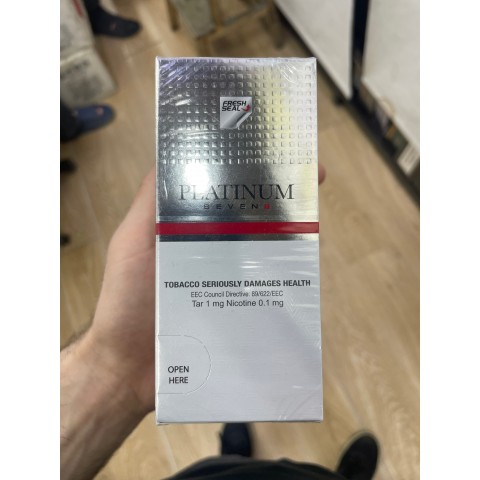 FRESH
SEAL
PLATINUM
SEVENS
TOBACCO SERIOUSLY DAMAGES HEALTH
EEC Council Directive: 89/622/EEC
Tar 1 mg Nicotine 0.1 mg
OPEN
HERE